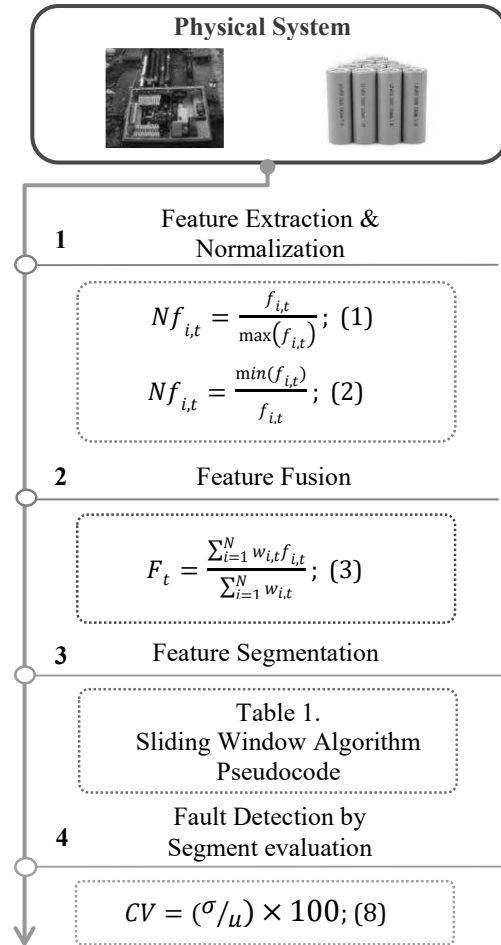 Physical System
1
Feature Extraction &
Normalization
Nf_{i,t} = f_{i,t} / max(f_{i,t}); (1)
Nf_{i,t} = min(f_{i,t}) / f_{i,t}; (2)
2
Feature Fusion
F_t = ∑_{i=1}^{N} w_{i,t} f_{i,t} / ∑_{i=1}^{N} w_{i,t}; (3)
3
Feature Segmentation
Table 1.
Sliding Window Algorithm
Pseudocode
4
Fault Detection by
Segment evaluation
CV = (σ/μ) × 100; (8)